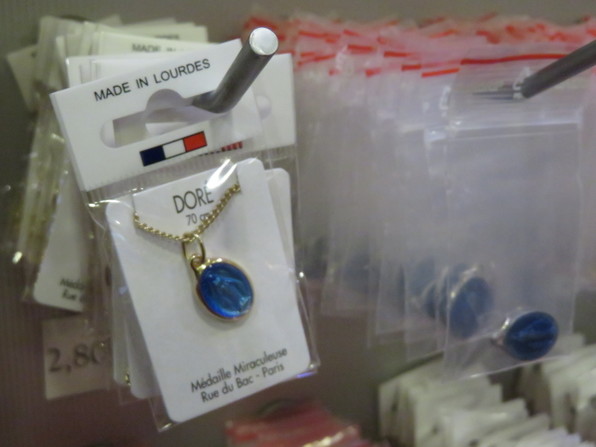 MADE IN LOURDES
DORÉ
70 cm
Médaille Miraculeuse
Rue du Bac - Paris
2,80